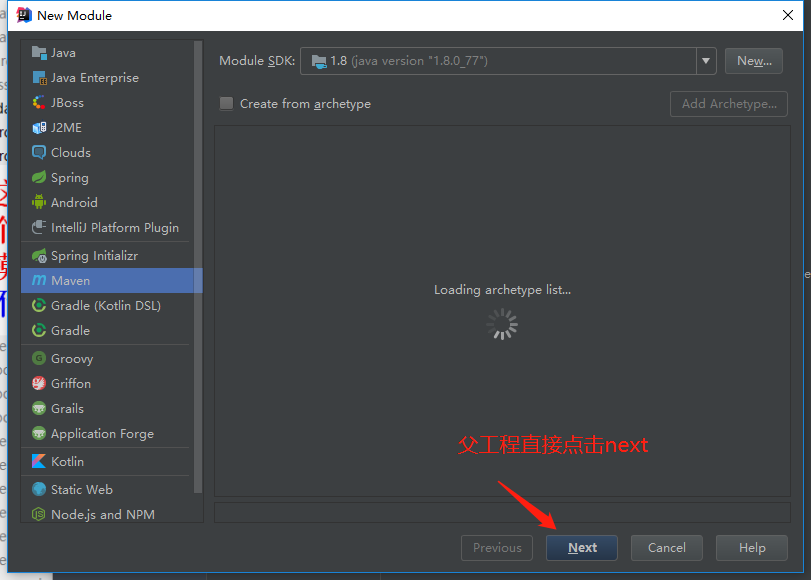 New Module
Java
Java Enterprise
JBoss
J2ME
Clouds
Spring
Android
IntelliJ Platform Plugin
Spring Initializr
Maven
Gradle (Kotlin DSL)
Gradle
Groovy
Griffon
Grails
Application Forge
Kotlin
Static Web
Node.js and NPM
Module SDK: 1.8 (java version "1.8.0_77") New...
Create from archetype Add Archetype...
Loading archetype list...
父工程直接点击next
Previous Next Cancel Help